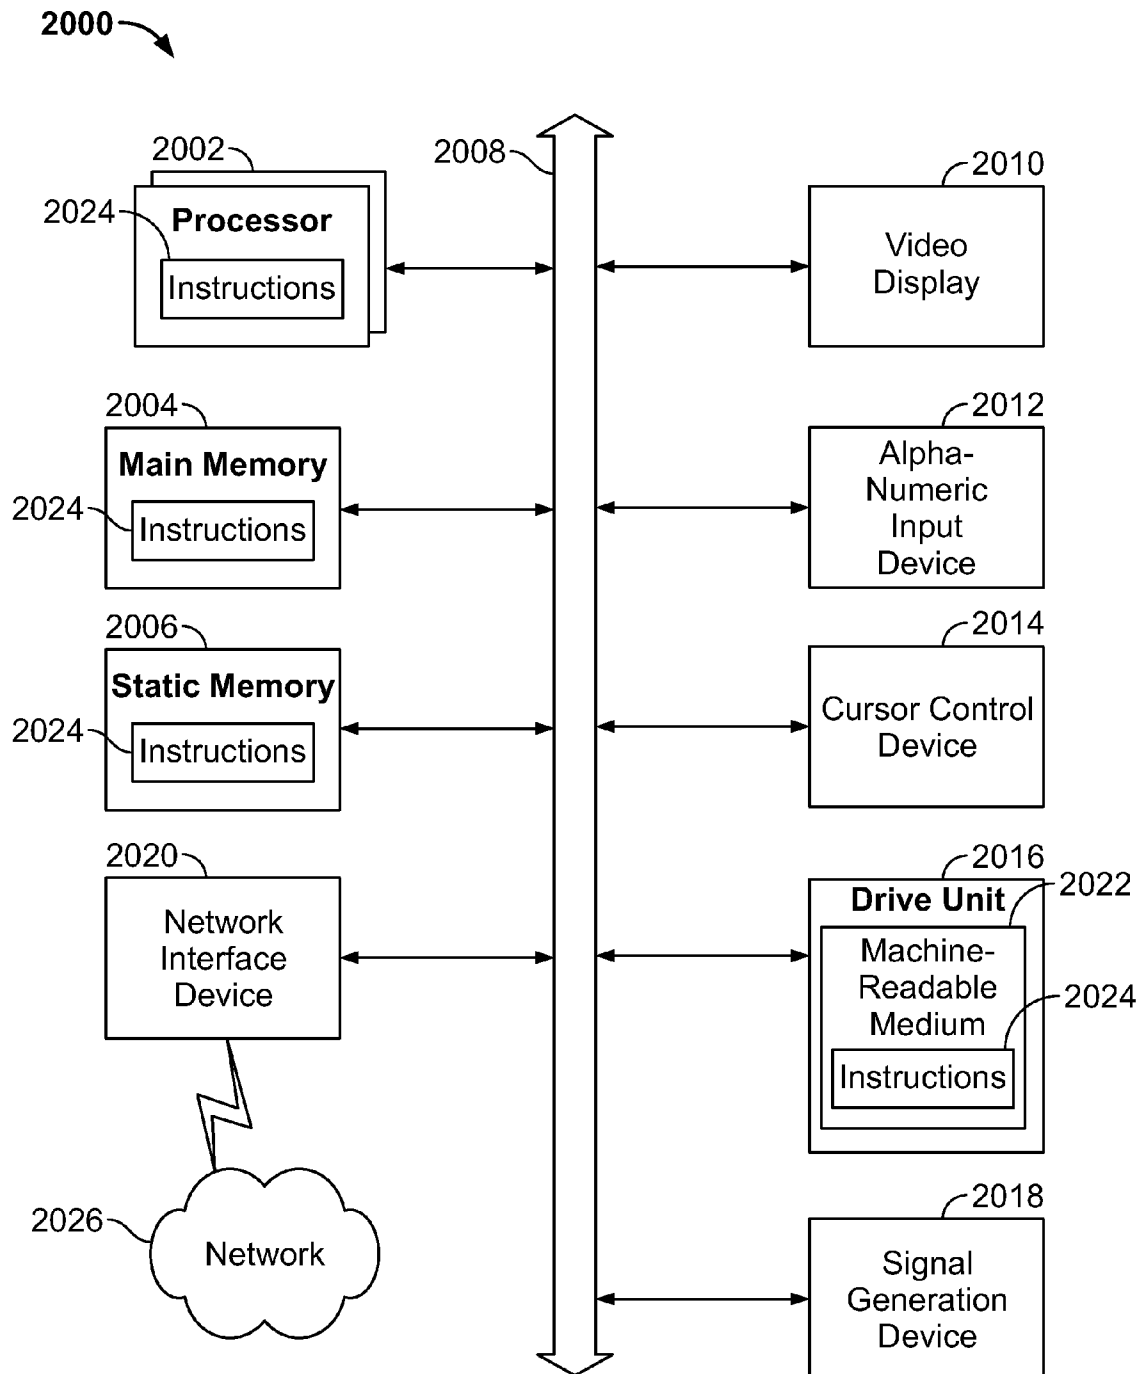 2000
2002
2008
2010
2024
Processor
Instructions
Video
Display
2004
2012
Main Memory
2024
Instructions
Alpha-
Numeric
Input
Device
2006
2014
Static Memory
2024
Instructions
Cursor Control
Device
2020
2016
2022
Network
Interface
Device
Drive Unit
Machine-
Readable
Medium
2024
Instructions
2026
Network
2018
Signal
Generation
Device